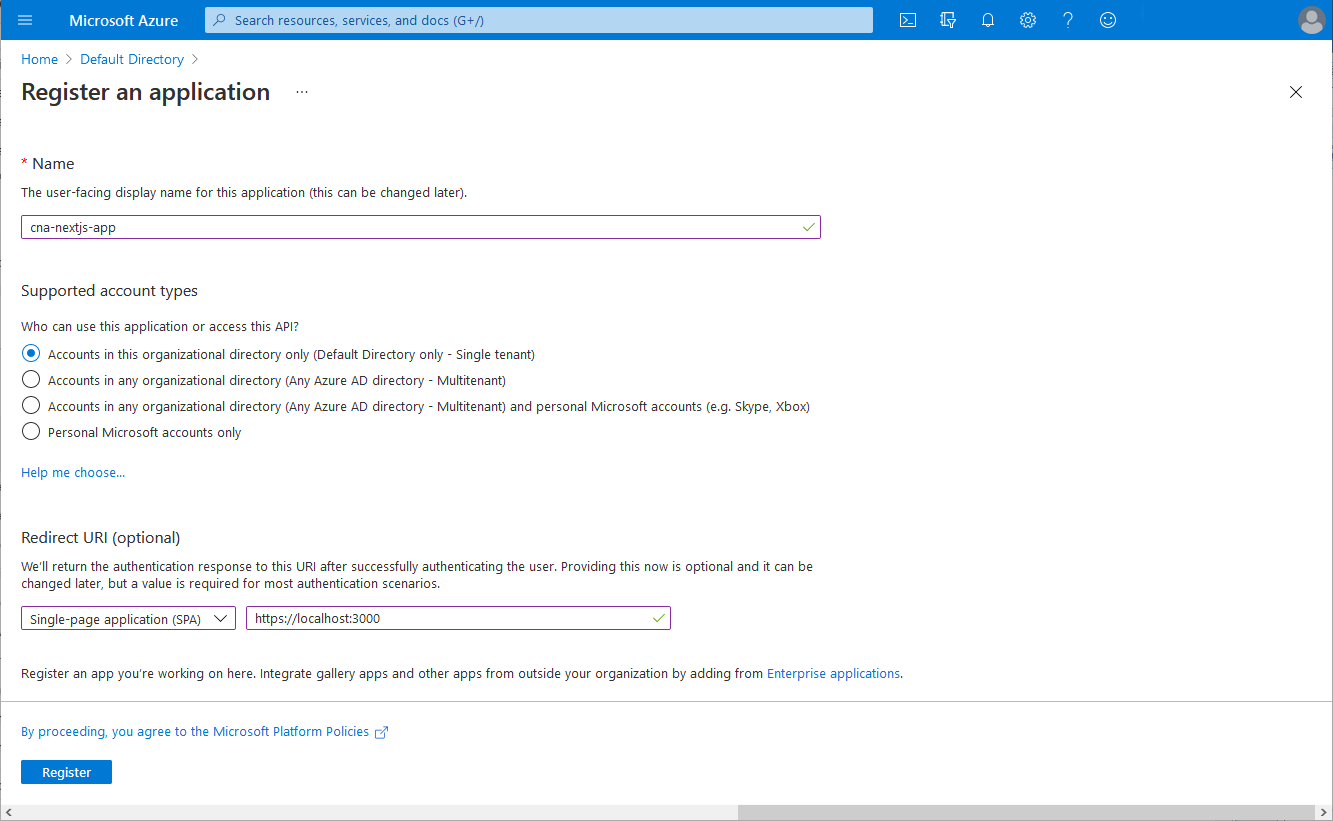 Microsoft Azure
Search resources, services, and docs (G+/)
Home > Default Directory >
Register an application ...
* Name
The user-facing display name for this application (this can be changed later).
cna-nextjs-app
Supported account types
Who can use this application or access this API?
Accounts in this organizational directory only (Default Directory only - Single tenant)
Accounts in any organizational directory (Any Azure AD directory - Multitenant)
Accounts in any organizational directory (Any Azure AD directory - Multitenant) and personal Microsoft accounts (e.g. Skype, Xbox)
Personal Microsoft accounts only
Help me choose...
Redirect URI (optional)
We'll return the authentication response to this URI after successfully authenticating the user. Providing this now is optional and it can be
changed later, but a value is required for most authentication scenarios.
Single-page application (SPA) https://localhost:3000
Register an app you're working on here. Integrate gallery apps and other apps from outside your organization by adding from Enterprise applications.
By proceeding, you agree to the Microsoft Platform Policies
Register